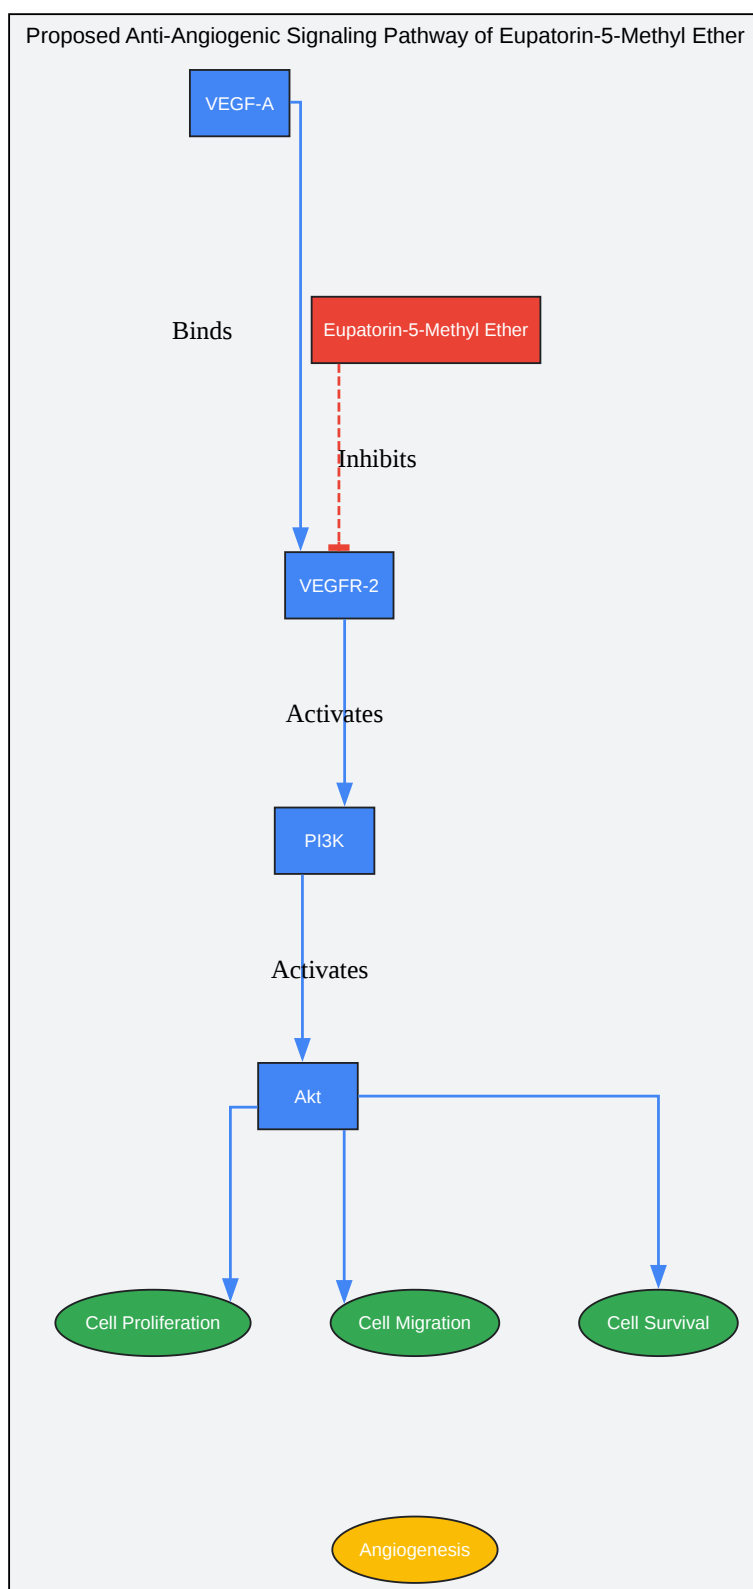 Proposed Anti-Angiogenic Signaling Pathway of Eupatorin-5-Methyl Ether
VEGF-A
Binds
Eupatorin-5-Methyl Ether
Inhibits
VEGFR-2
Activates
PI3K
Activates
Akt
Cell Proliferation
Cell Migration
Cell Survival
Angiogenesis